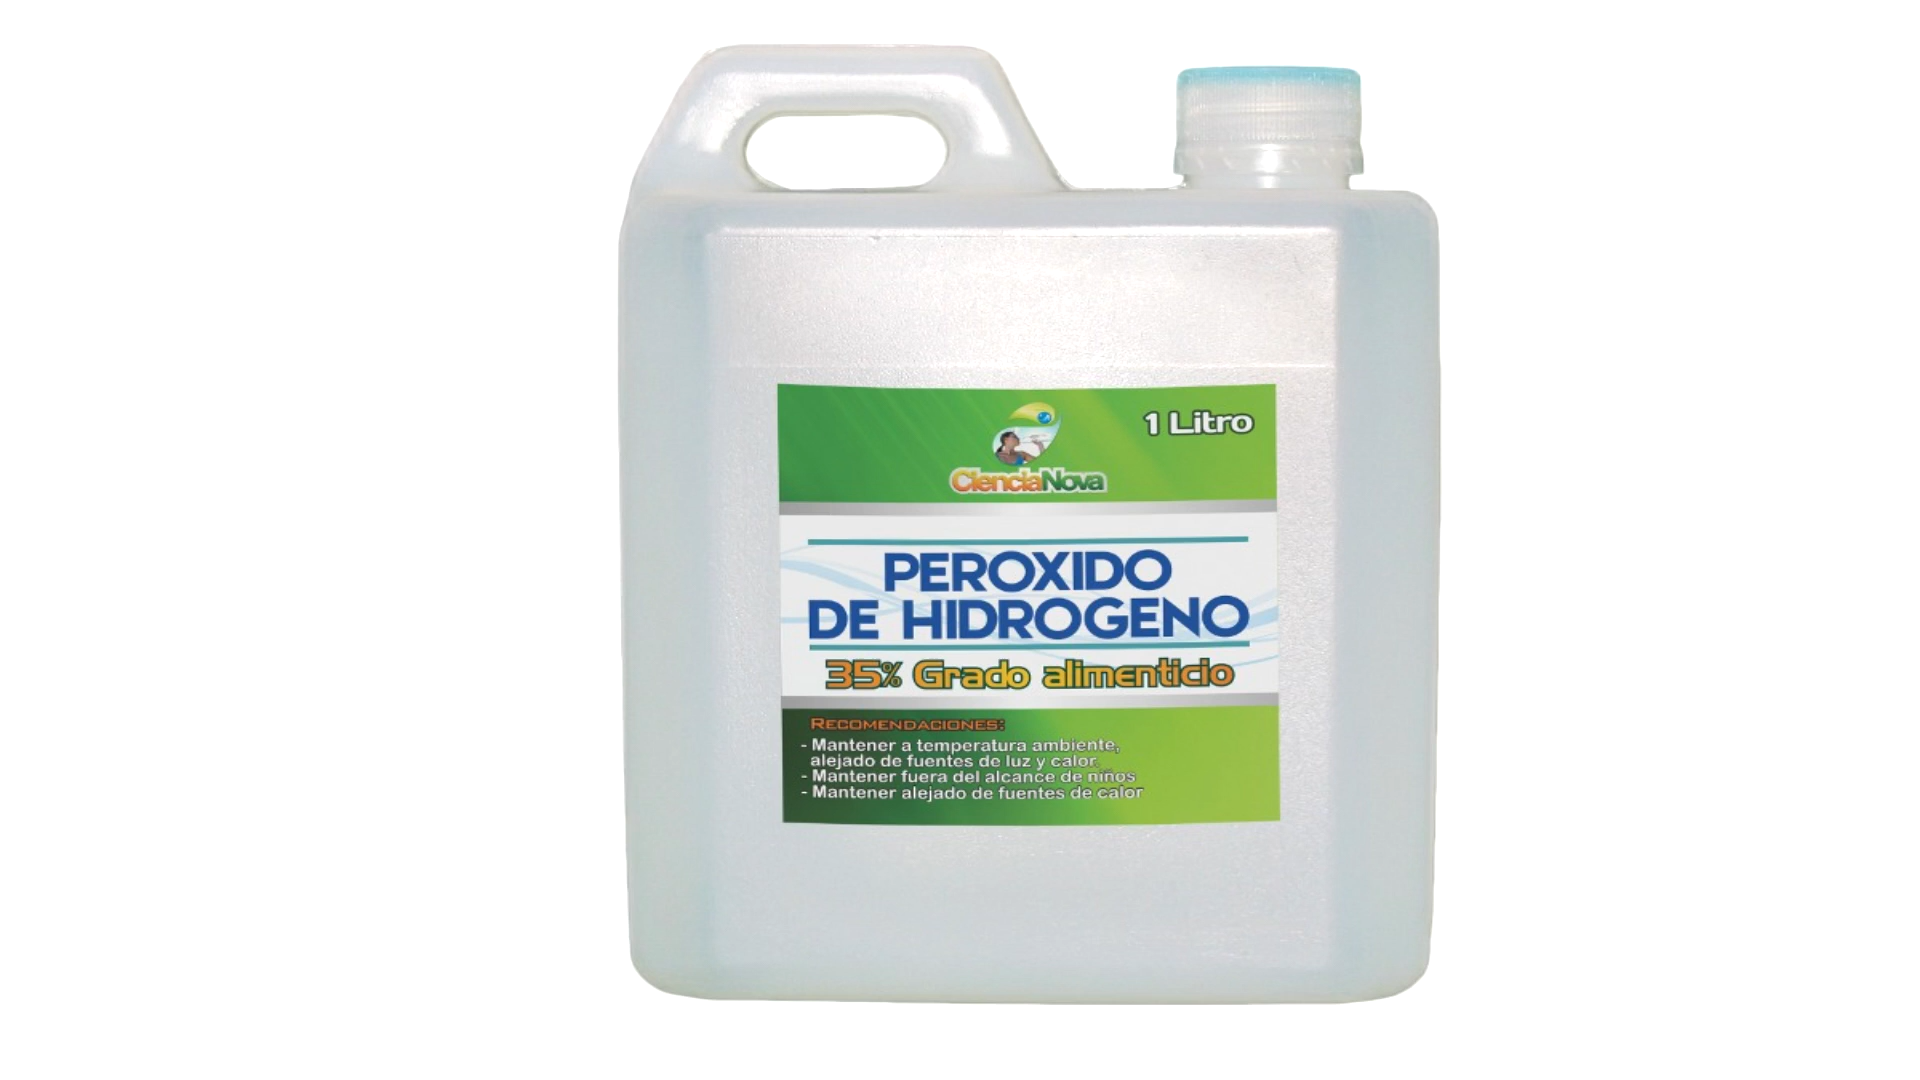 1 Litro
CienciaNova
PEROXIDO
DE HIDROGENO
35% Grado alimenticio
RECOMENDACIONES:
- Mantener a temperatura ambiente,
alejado de fuentes de luz y calor.
- Mantener fuera del alcance de niños
- Mantener alejado de fuentes de calor